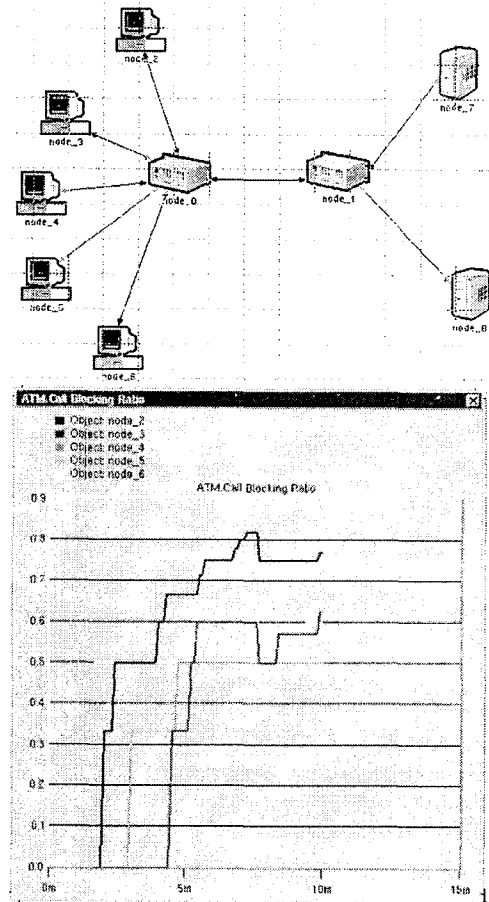 node_2
node_3
node_7
node_4
node_0
node_1
node_5
node_8
node_6
ATM.Call Blocking Ratio
Object: node_2
Object: node_3
Object: node_4
Object: node_5
Object: node_6
ATM.Call Blocking Ratio
0.9
0.8
0.7
0.6
0.5
0.4
0.3
0.2
0.1
0.0
0m 5m 10m 15m